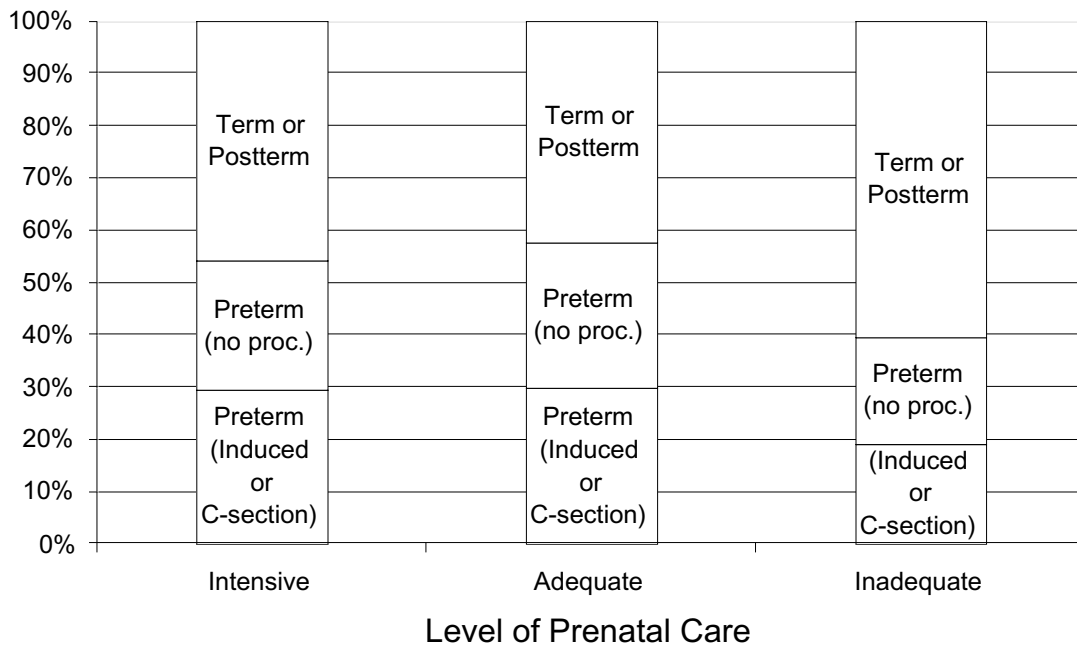 100%
90%
80%
70%
60%
50%
40%
30%
20%
10%
0%
Term or
Postterm
Preterm
(no proc.)
Preterm
(Induced
or
C-section)
Term or
Postterm
Preterm
(no proc.)
Preterm
(Induced
or
C-section)
Term or
Postterm
Preterm
(no proc.)
(Induced
or
C-section)
Intensive
Adequate
Inadequate
Level of Prenatal Care